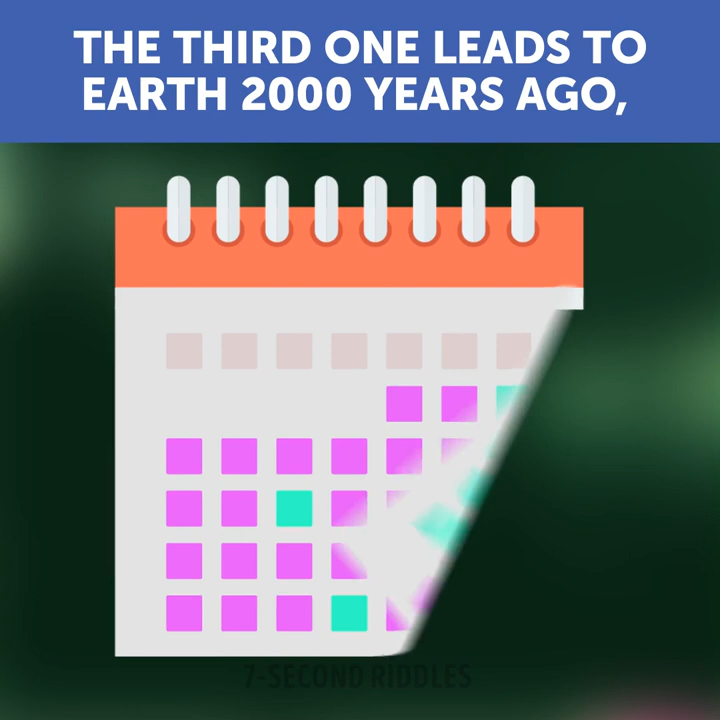 THE THIRD ONE LEADS TO
EARTH 2000 YEARS AGO,
7-SECOND RIDDLES